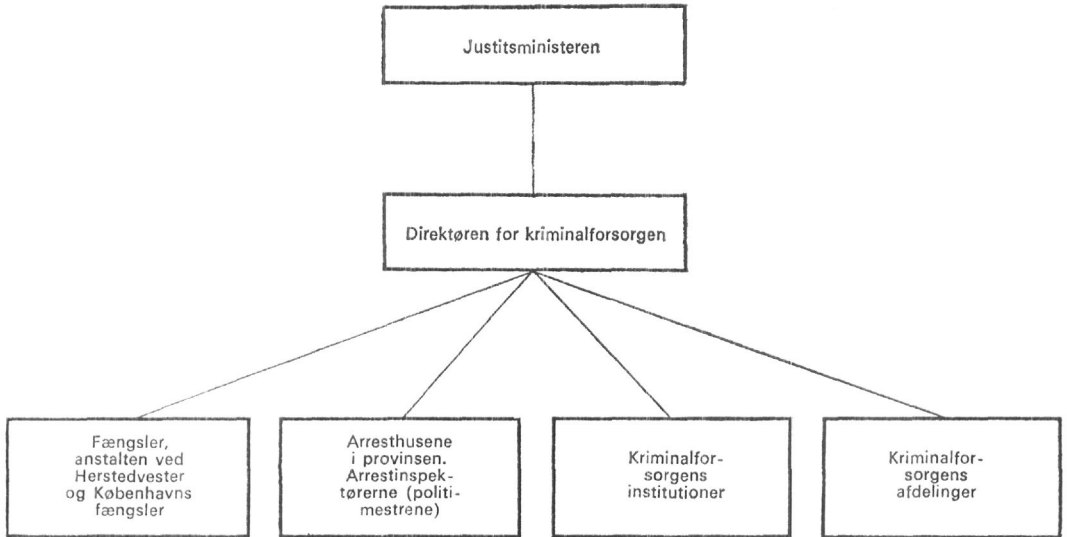 Justitsministeren
Direktøren for kriminalforsorgen
Fængsler,
anstalten ved
Herstedvester
og Københavns
fængsler
Arresthusene
i provinsen.
Arrestinspek-
tørerne (politi-
mestrene)
Kriminalfor-
sorgens
institutioner
Kriminalfor-
sorgens
afdelinger